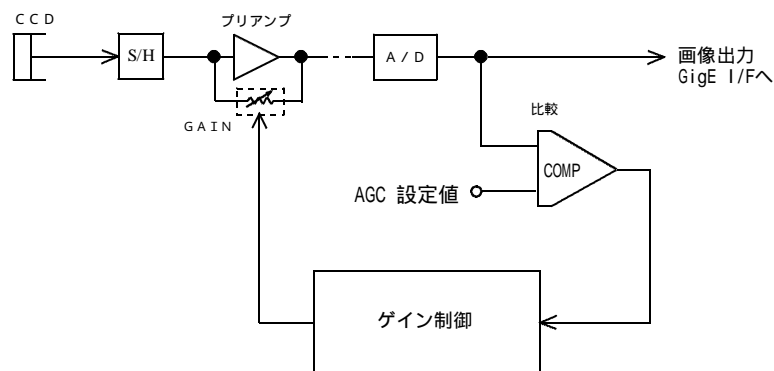 ＣＣＤ
プリアンプ
S/H
Ａ/Ｄ
画像出力
GigE I/Fへ
ＧＡＩＮ
比較
COMP
AGC 設定値
ゲイン制御